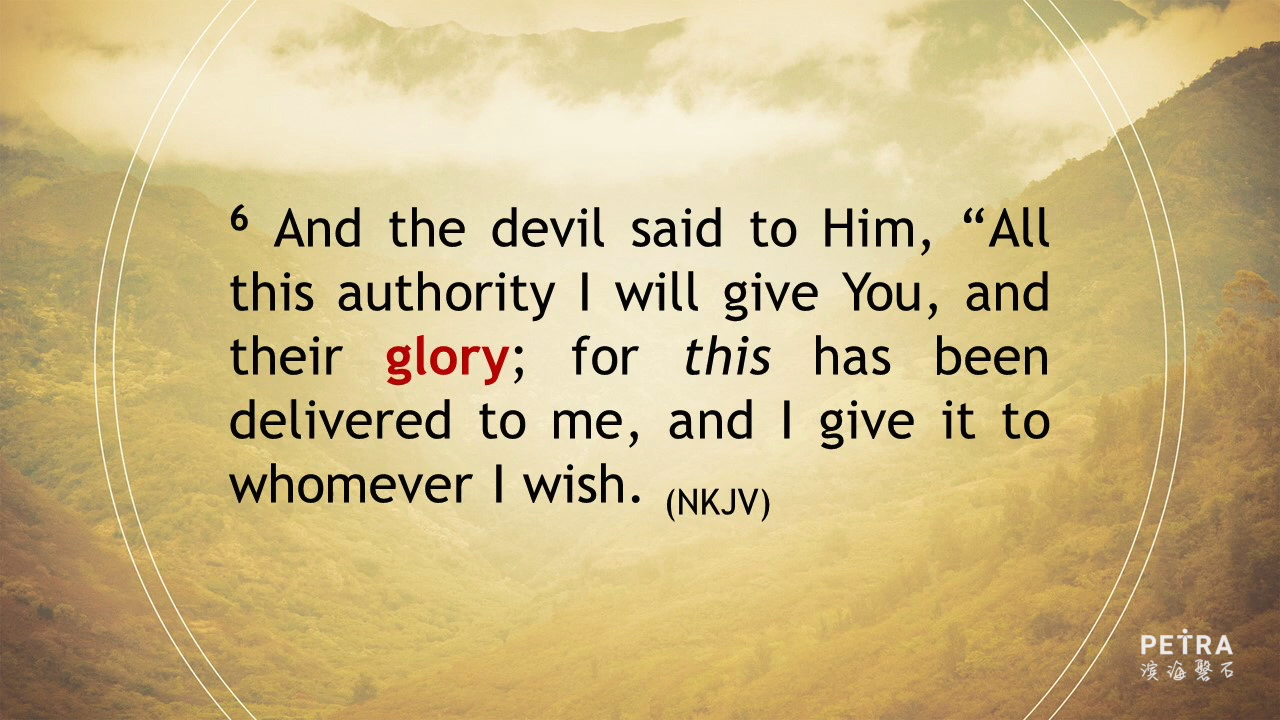 6 And the devil said to Him, “All
this authority I will give You, and
their glory; for this has been
delivered to me, and I give it to
whomever I wish. (NKJV)
PETRA
滨海磐石